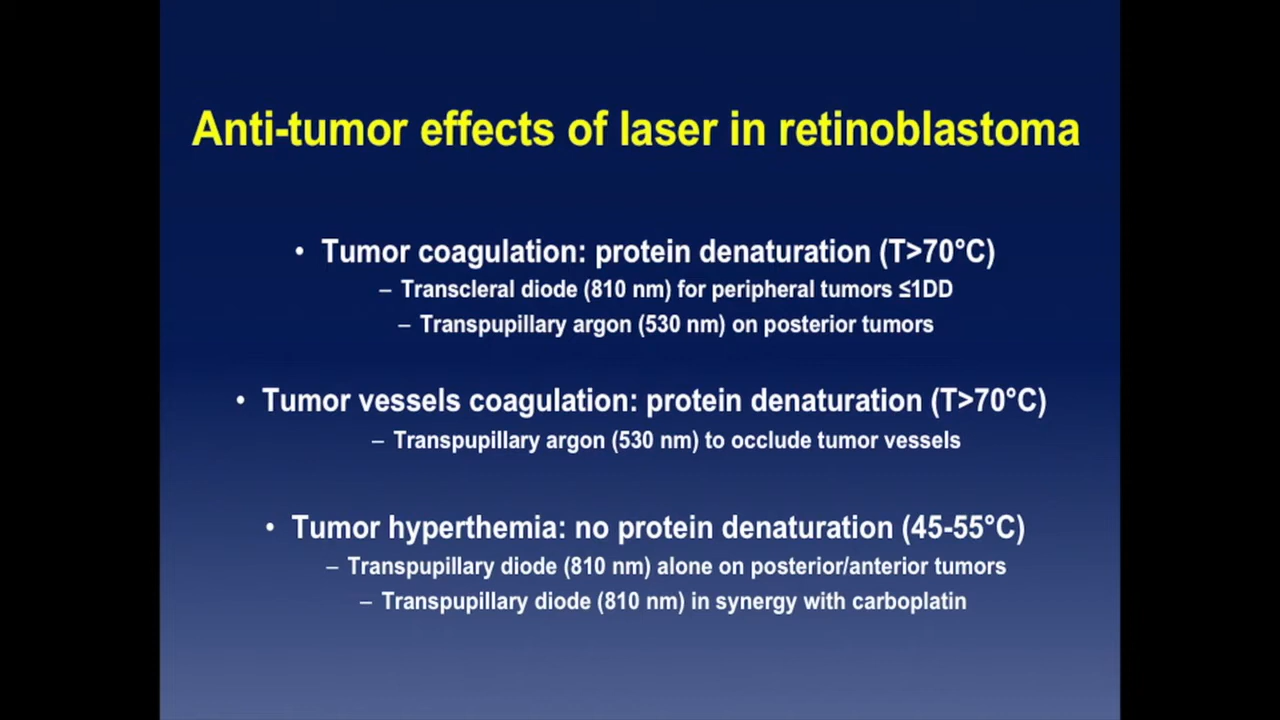 Anti-tumor effects of laser in retinoblastoma
• Tumor coagulation: protein denaturation (T>70°C)
– Transcleral diode (810 nm) for peripheral tumors ≤1DD
– Transpupillary argon (530 nm) on posterior tumors
• Tumor vessels coagulation: protein denaturation (T>70°C)
– Transpupillary argon (530 nm) to occlude tumor vessels
• Tumor hyperthemia: no protein denaturation (45-55°C)
– Transpupillary diode (810 nm) alone on posterior/anterior tumors
– Transpupillary diode (810 nm) in synergy with carboplatin